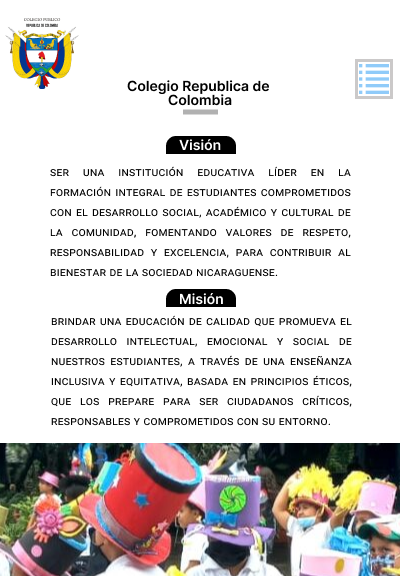 COLEGIO PUBLICO
REPUBLICA DE COLOMBIA
Colegio Republica de
Colombia
Visión
SER UNA INSTITUCIÓN EDUCATIVA LÍDER EN LA
FORMACIÓN INTEGRAL DE ESTUDIANTES COMPROMETIDOS
CON EL DESARROLLO SOCIAL, ACADÉMICO Y CULTURAL DE
LA COMUNIDAD, FOMENTANDO VALORES DE RESPETO,
RESPONSABILIDAD Y EXCELENCIA, PARA CONTRIBUIR AL
BIENESTAR DE LA SOCIEDAD NICARAGUENSE.
Misión
BRINDAR UNA EDUCACIÓN DE CALIDAD QUE PROMUEVA EL
DESARROLLO INTELECTUAL, EMOCIONAL Y SOCIAL DE
NUESTROS ESTUDIANTES, A TRAVÉS DE UNA ENSEÑANZA
INCLUSIVA Y EQUITATIVA, BASADA EN PRINCIPIOS ÉTICOS,
QUE LOS PREPARE PARA SER CIUDADANOS CRÍTICOS,
RESPONSABLES Y COMPROMETIDOS CON SU ENTORNO.